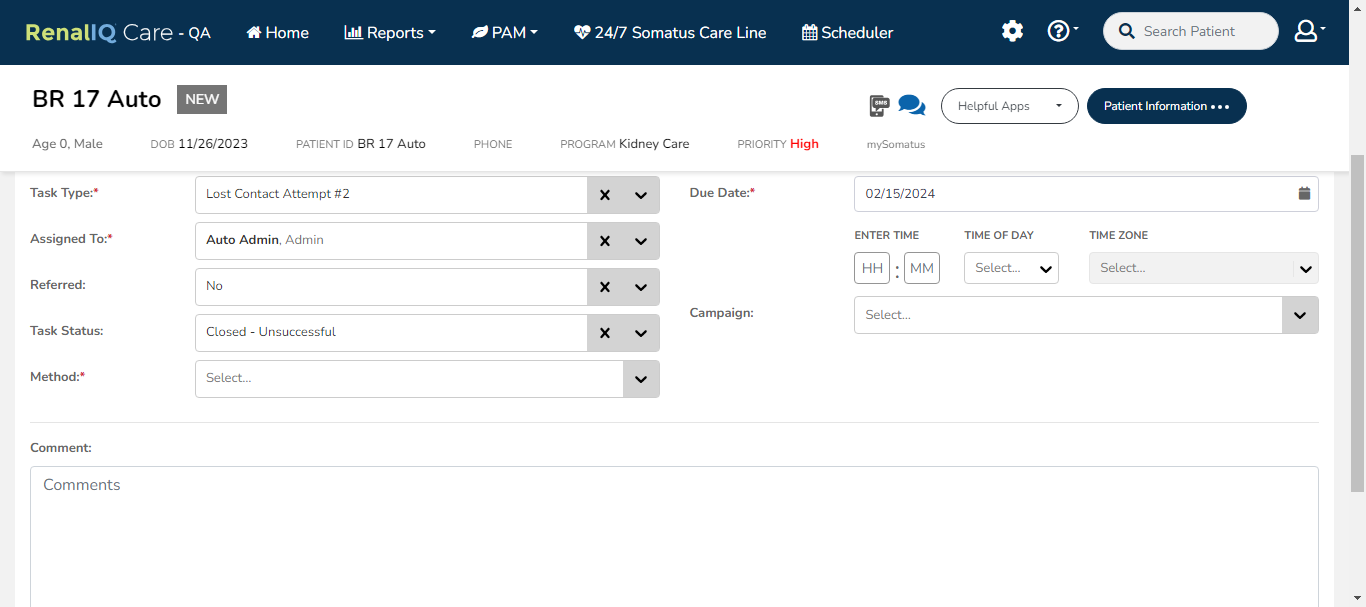 RenalIQ Care - QA Home Reports PAM 24/7 Somatus Care Line Scheduler Search Patient
BR 17 Auto NEW
SMS Helpful Apps Patient Information
Age 0, Male DOB 11/26/2023 PATIENT ID BR 17 Auto PHONE PROGRAM Kidney Care PRIORITY High mySomatus
Task Type:* Lost Contact Attempt #2
Assigned To:* Auto Admin, Admin
Referred: No
Task Status: Closed - Unsuccessful
Method:* Select...
Due Date:* 02/15/2024
ENTER TIME TIME OF DAY TIME ZONE
HH : MM Select... Select...
Campaign: Select...
Comment:
Comments